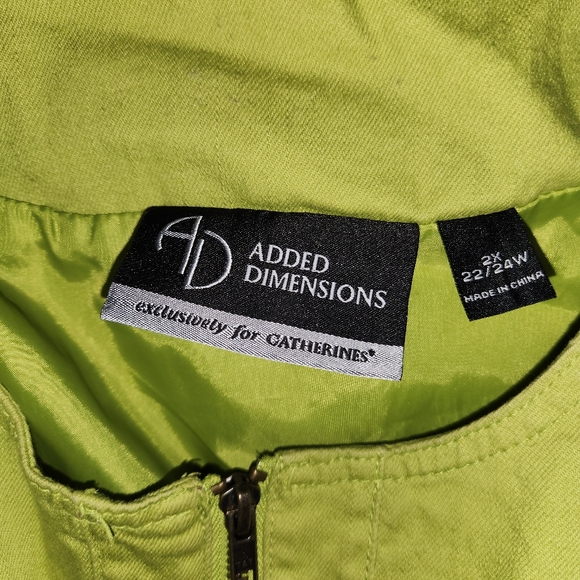 AD
ADDED
DIMENSIONS
exclusively for CATHERINES®
2X
22/24W
MADE IN CHINA